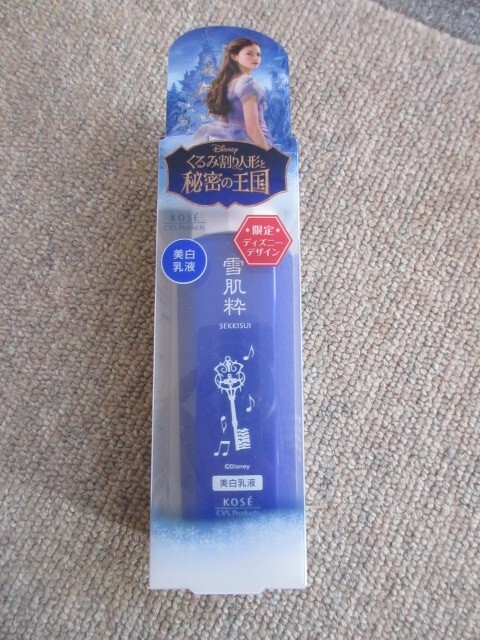 Disney
くるみ割り人形と
秘密の王国
KOSÉ
CVS Products
限定
ディズニー
デザイン
美白
乳液
雪肌粋
SEKKISUI
©Disney
美白乳液
KOSÉ
CVS Products